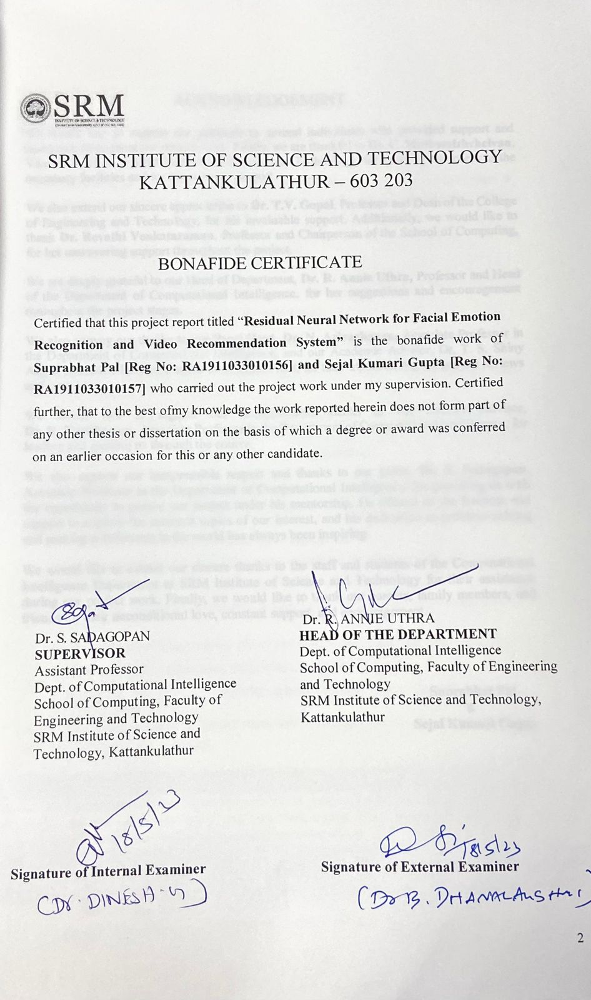 SRM
INSTITUTE OF SCIENCE & TECHNOLOGY
SRM INSTITUTE OF SCIENCE AND TECHNOLOGY
KATTANKULATHUR – 603 203
BONAFIDE CERTIFICATE
Certified that this project report titled “Residual Neural Network for Facial Emotion
Recognition and Video Recommendation System” is the bonafide work of
Suprabhat Pal [Reg No: RA1911033010156] and Sejal Kumari Gupta [Reg No:
RA1911033010157] who carried out the project work under my supervision. Certified
further, that to the best ofmy knowledge the work reported herein does not form part of
any other thesis or dissertation on the basis of which a degree or award was conferred
on an earlier occasion for this or any other candidate.
Dr. S. SADAGOPAN
SUPERVISOR
Assistant Professor
Dept. of Computational Intelligence
School of Computing, Faculty of
Engineering and Technology
SRM Institute of Science and
Technology, Kattankulathur
Dr. R. ANNIE UTHRA
HEAD OF THE DEPARTMENT
Dept. of Computational Intelligence
School of Computing, Faculty of Engineering
and Technology
SRM Institute of Science and Technology,
Kattankulathur
18/5/23
Signature of Internal Examiner
(Dr. DINESH. G)
18/5/23
Signature of External Examiner
(Dr B. DHANALAKSHMI
2